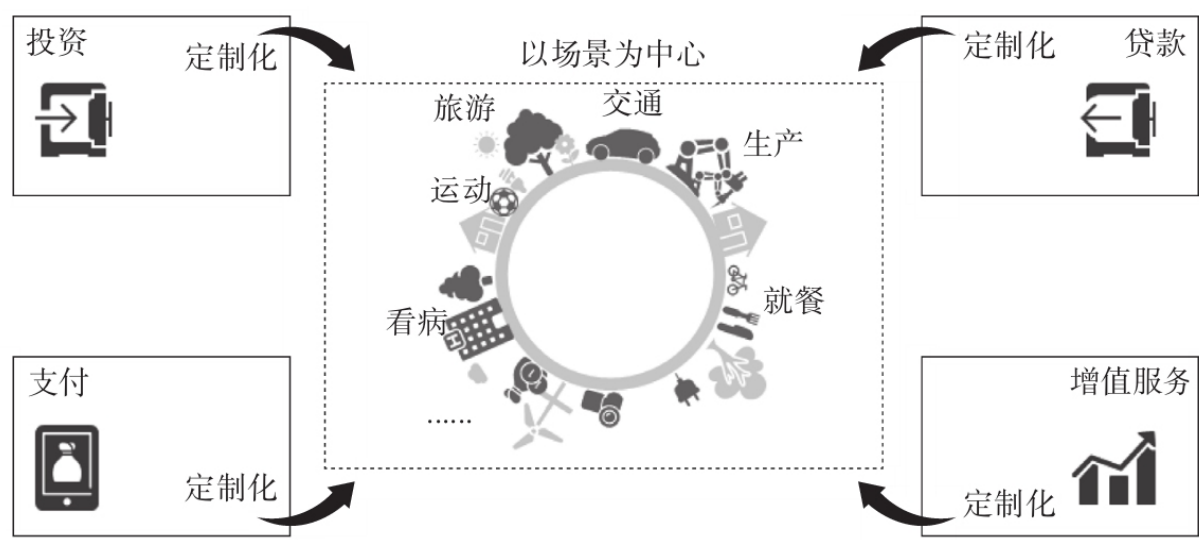 投资
定制化
以场景为中心
定制化
贷款
旅游
交通
生产
运动
就餐
看病
H
……
支付
定制化
增值服务
定制化